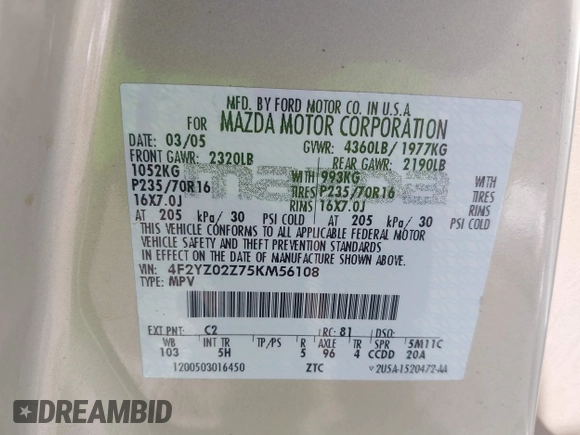 MFD. BY FORD MOTOR CO. IN U.S.A.
FOR MAZDA MOTOR CORPORATION
DATE: 03/05 GVWR: 4360LB/1977KG
FRONT GAWR: 2320LB REAR GAWR: 2190LB
1052KG WITH 993KG WITH
P235/70R16 TIRES P235/70R16 TIRES
16X7.0J RIMS 16X7.0J RIMS
AT 205 kPa/ 30 PSI COLD AT 205 kPa/ 30 PSI COLD
THIS VEHICLE CONFORMS TO ALL APPLICABLE FEDERAL MOTOR
VEHICLE SAFETY AND THEFT PREVENTION STANDARDS
IN EFFECT ON THE DATE OF MANUFACTURE SHOWN ABOVE.
VIN: 4F2YZ02Z75KM56108
TYPE: MPV
EXT PNT: C2 RC: 81 DSO:
WB INT TR TP/PS R AXLE TR SPR 5M11C
103 5H 5 96 4 CCDD 20A
1200503016450 ZTC 2U5A-1520472-AA
DREAMBID